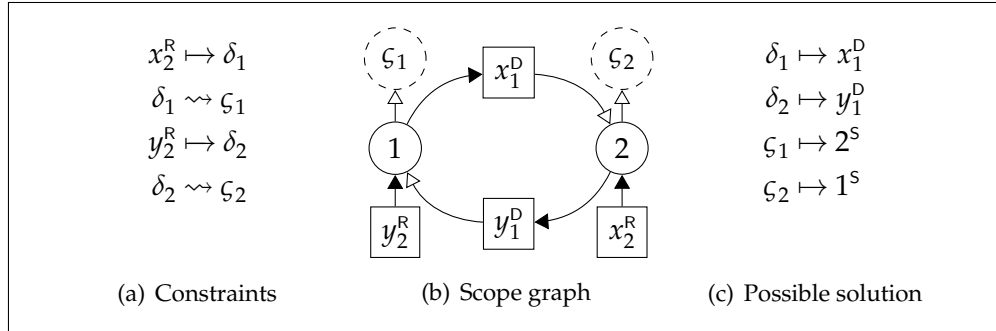 x₂ᴿ ↦ δ₁
δ₁ ⇝ ς₁
y₂ᴿ ↦ δ₂
δ₂ ⇝ ς₂
(a) Constraints
ς₁
x₁ᴰ
ς₂
1
2
y₂ᴿ
y₁ᴰ
x₂ᴿ
(b) Scope graph
δ₁ ↦ x₁ᴰ
δ₂ ↦ y₁ᴰ
ς₁ ↦ 2ˢ
ς₂ ↦ 1ˢ
(c) Possible solution